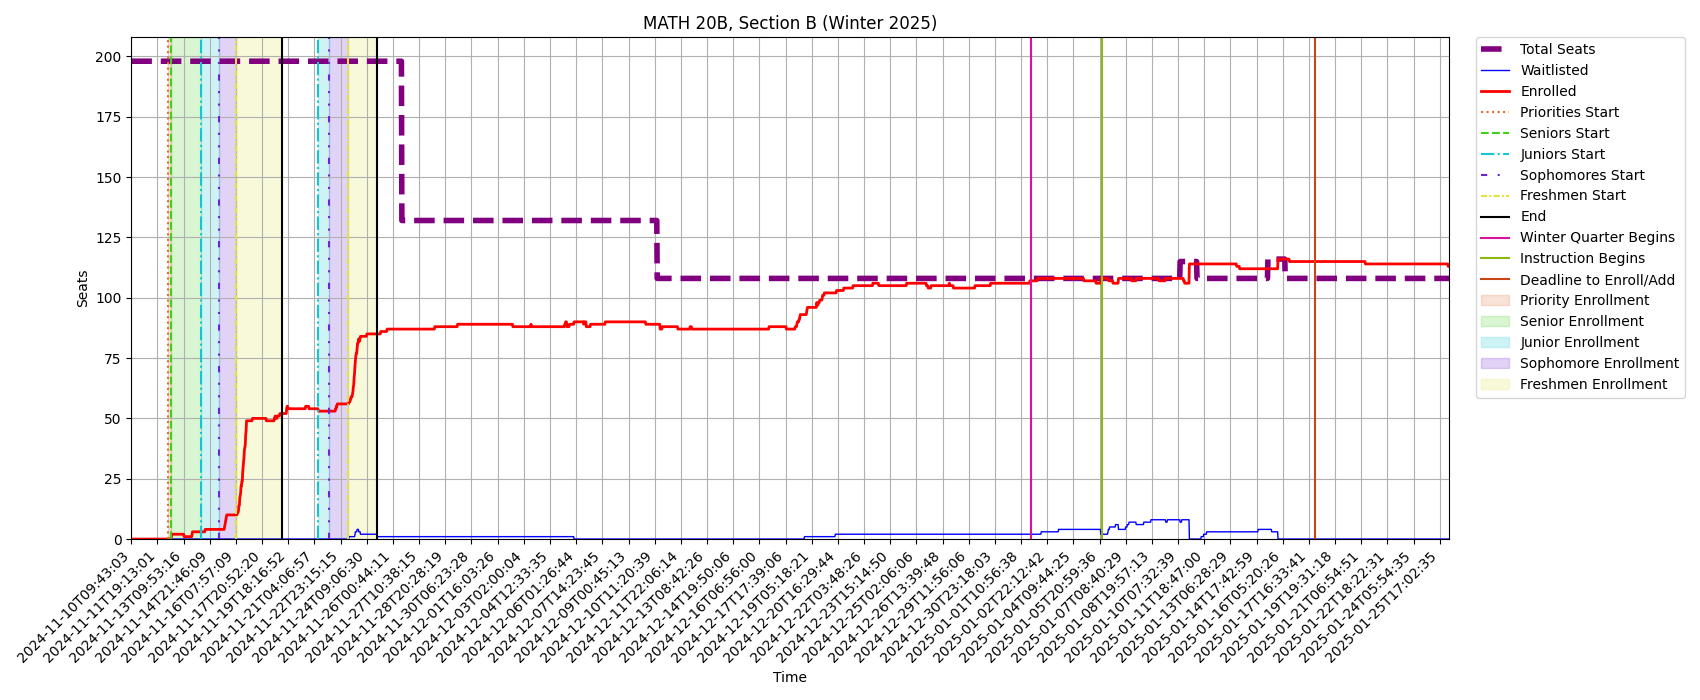 MATH 20B, Section B (Winter 2025)
Seats
200
175
150
125
100
75
50
25
0
2024-11-10T09:43:03
2024-11-11T19:13:01
2024-11-13T09:53:16
2024-11-14T21:46:09
2024-11-16T07:57:09
2024-11-17T20:52:20
2024-11-19T18:16:52
2024-11-21T04:06:57
2024-11-22T23:15:15
2024-11-24T09:06:30
2024-11-26T00:44:11
2024-11-27T10:38:15
2024-11-28T20:28:19
2024-11-30T06:23:28
2024-12-01T16:03:26
2024-12-03T02:00:04
2024-12-04T12:33:35
2024-12-06T01:26:44
2024-12-07T14:23:45
2024-12-09T00:45:13
2024-12-10T11:20:39
2024-12-11T22:06:14
2024-12-13T08:42:26
2024-12-14T19:50:06
2024-12-16T06:56:00
2024-12-17T17:39:06
2024-12-19T05:18:21
2024-12-20T16:29:44
2024-12-22T03:48:26
2024-12-23T15:14:50
2024-12-25T02:06:06
2024-12-26T13:39:48
2024-12-29T11:56:06
2024-12-30T23:18:03
2025-01-01T10:56:38
2025-01-02T22:12:42
2025-01-04T09:44:25
2025-01-05T20:59:36
2025-01-07T08:40:29
2025-01-08T19:57:13
2025-01-10T07:32:39
2025-01-11T18:47:00
2025-01-13T06:28:29
2025-01-14T17:42:59
2025-01-16T05:20:26
2025-01-17T16:33:41
2025-01-19T19:31:18
2025-01-21T06:54:51
2025-01-22T18:22:31
2025-01-24T05:54:35
2025-01-25T17:02:35
Time
Total Seats
Waitlisted
Enrolled
Priorities Start
Seniors Start
Juniors Start
Sophomores Start
Freshmen Start
End
Winter Quarter Begins
Instruction Begins
Deadline to Enroll/Add
Priority Enrollment
Senior Enrollment
Junior Enrollment
Sophomore Enrollment
Freshmen Enrollment